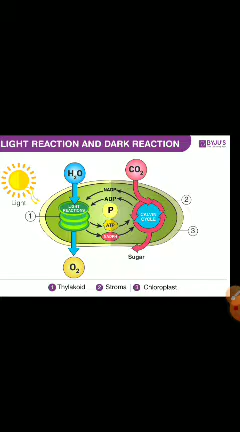 LIGHT REACTION AND DARK REACTION
BYJU'S
H₂O
CO₂
NADP
ADP
Light
LIGHT
REACTIONS
P
CALVIN
CYCLE
ATP
NADPH
1
2
3
O₂
Sugar
1 Thylakoid 2 Stroma 3 Chloroplast